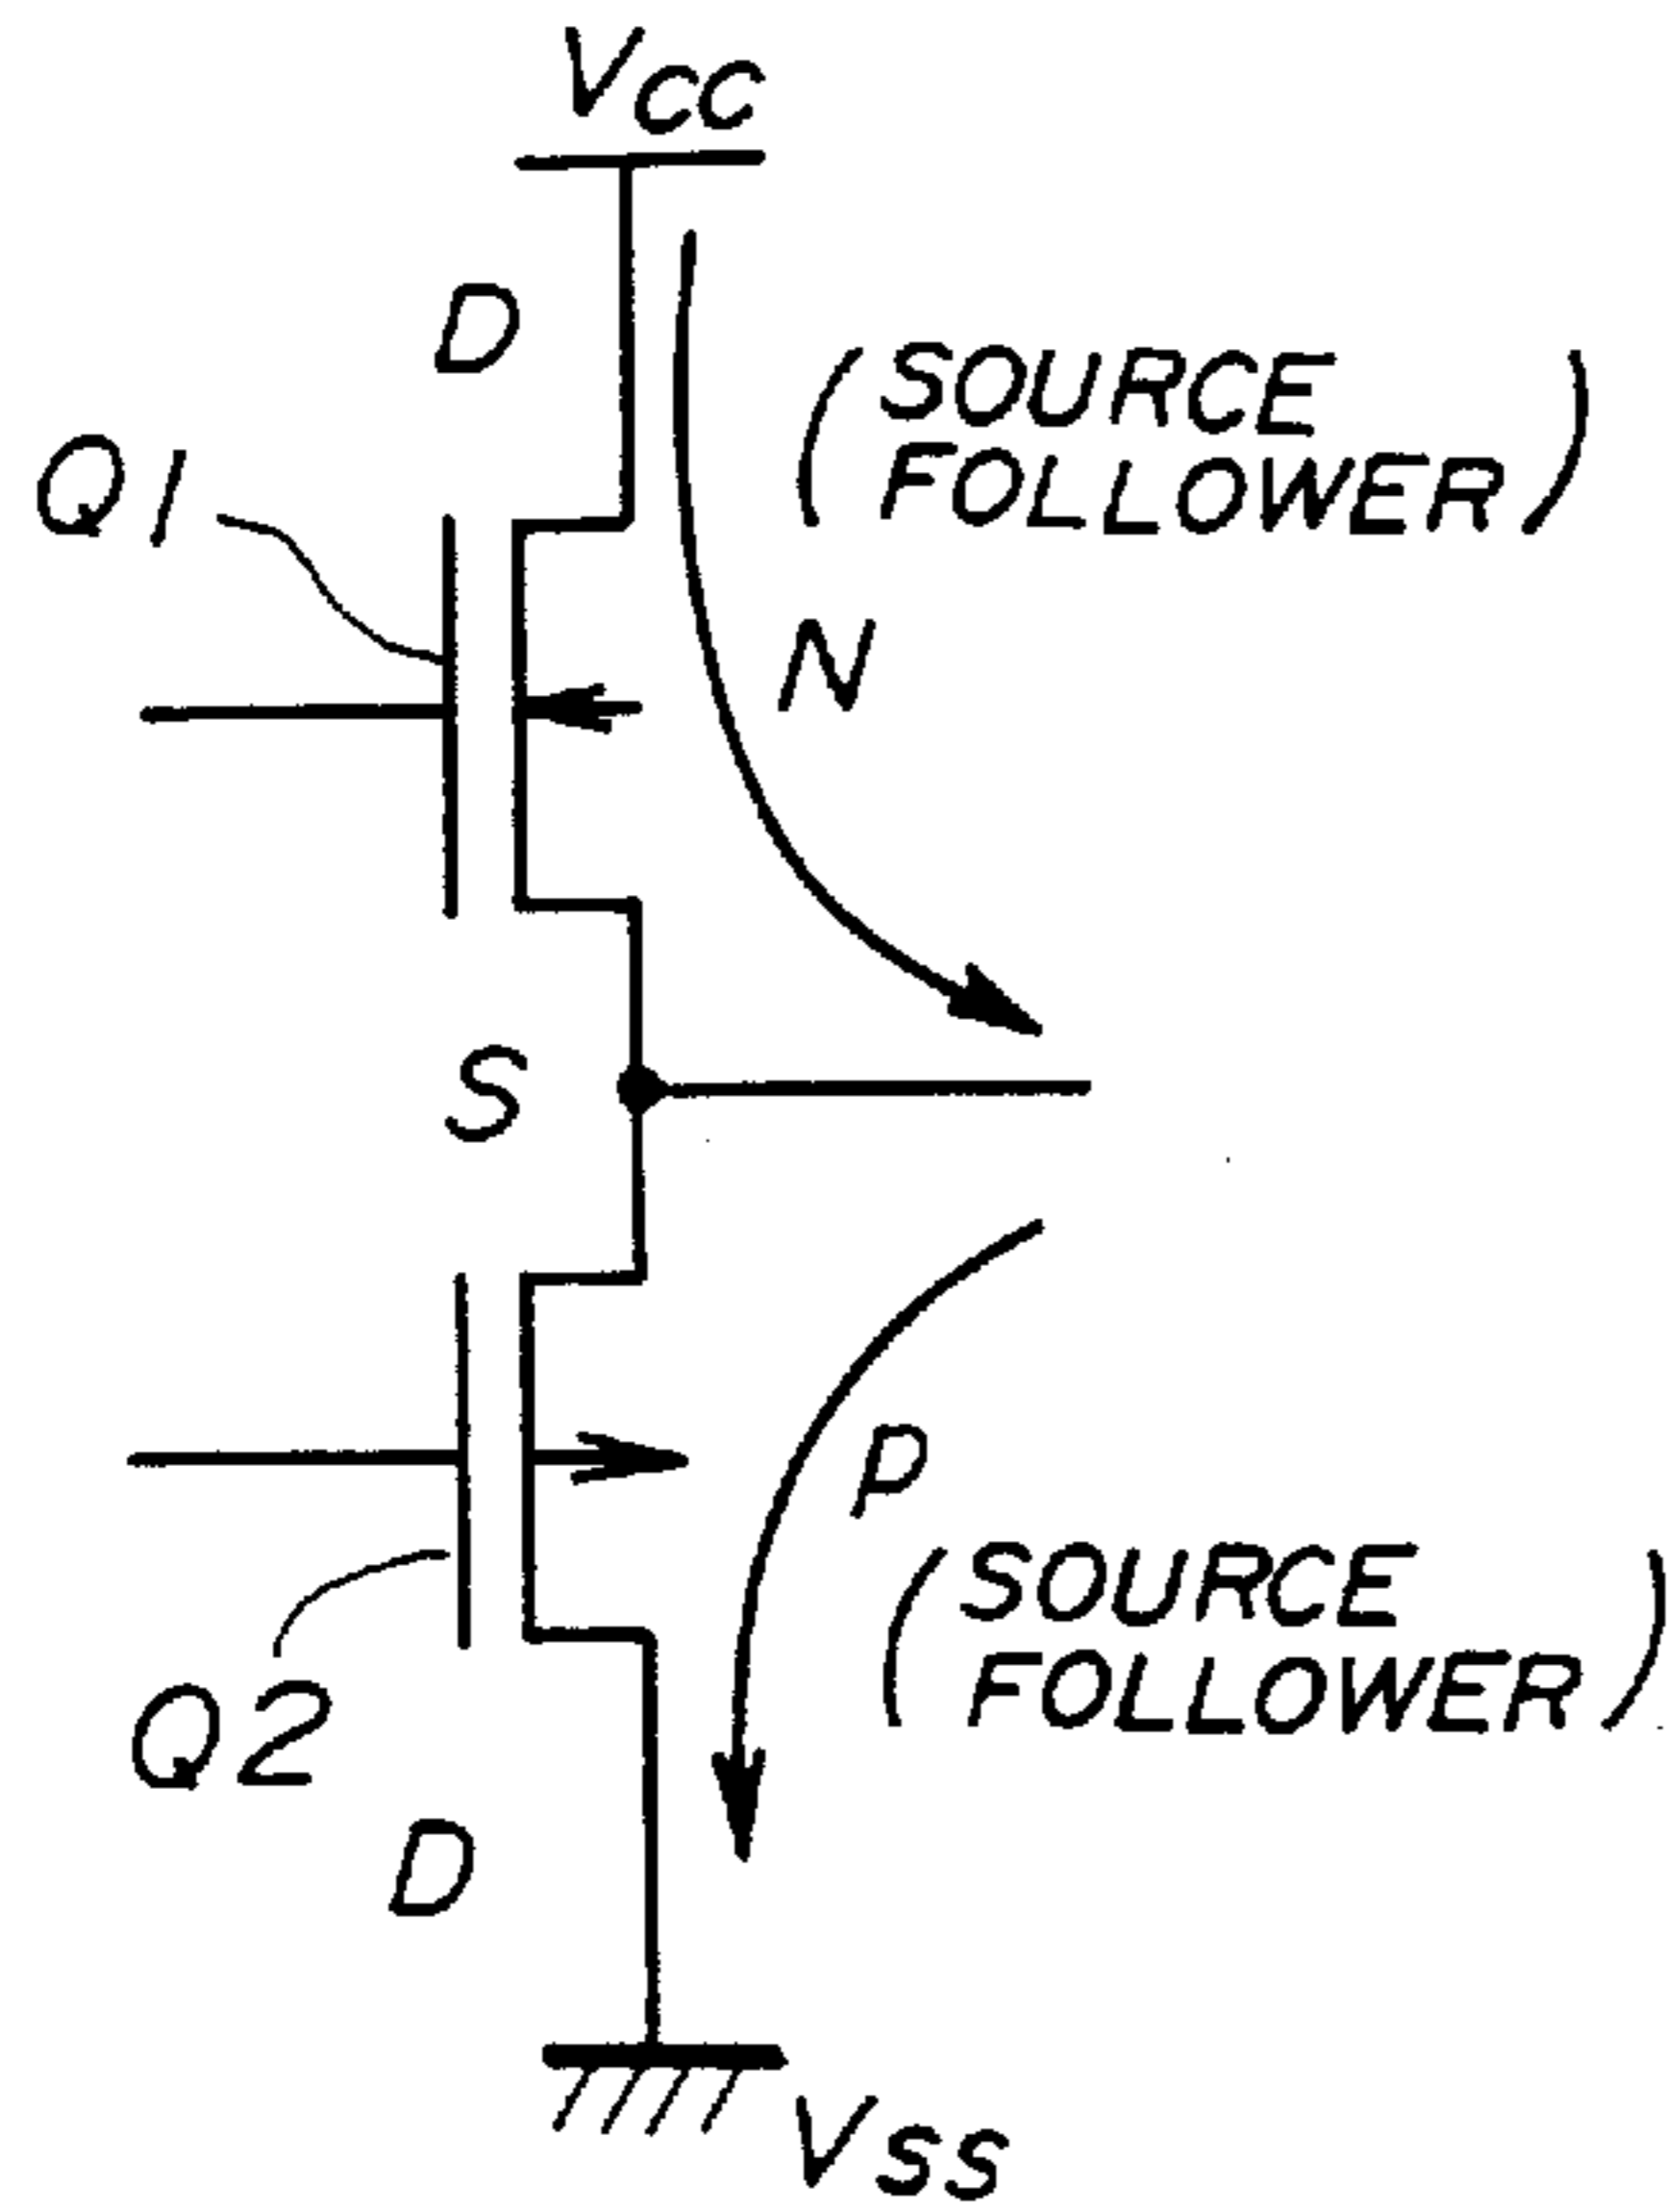 Vcc
D
(SOURCE
FOLLOWER)
Q1
N
S
P
(SOURCE
FOLLOWER)
Q2
D
Vss